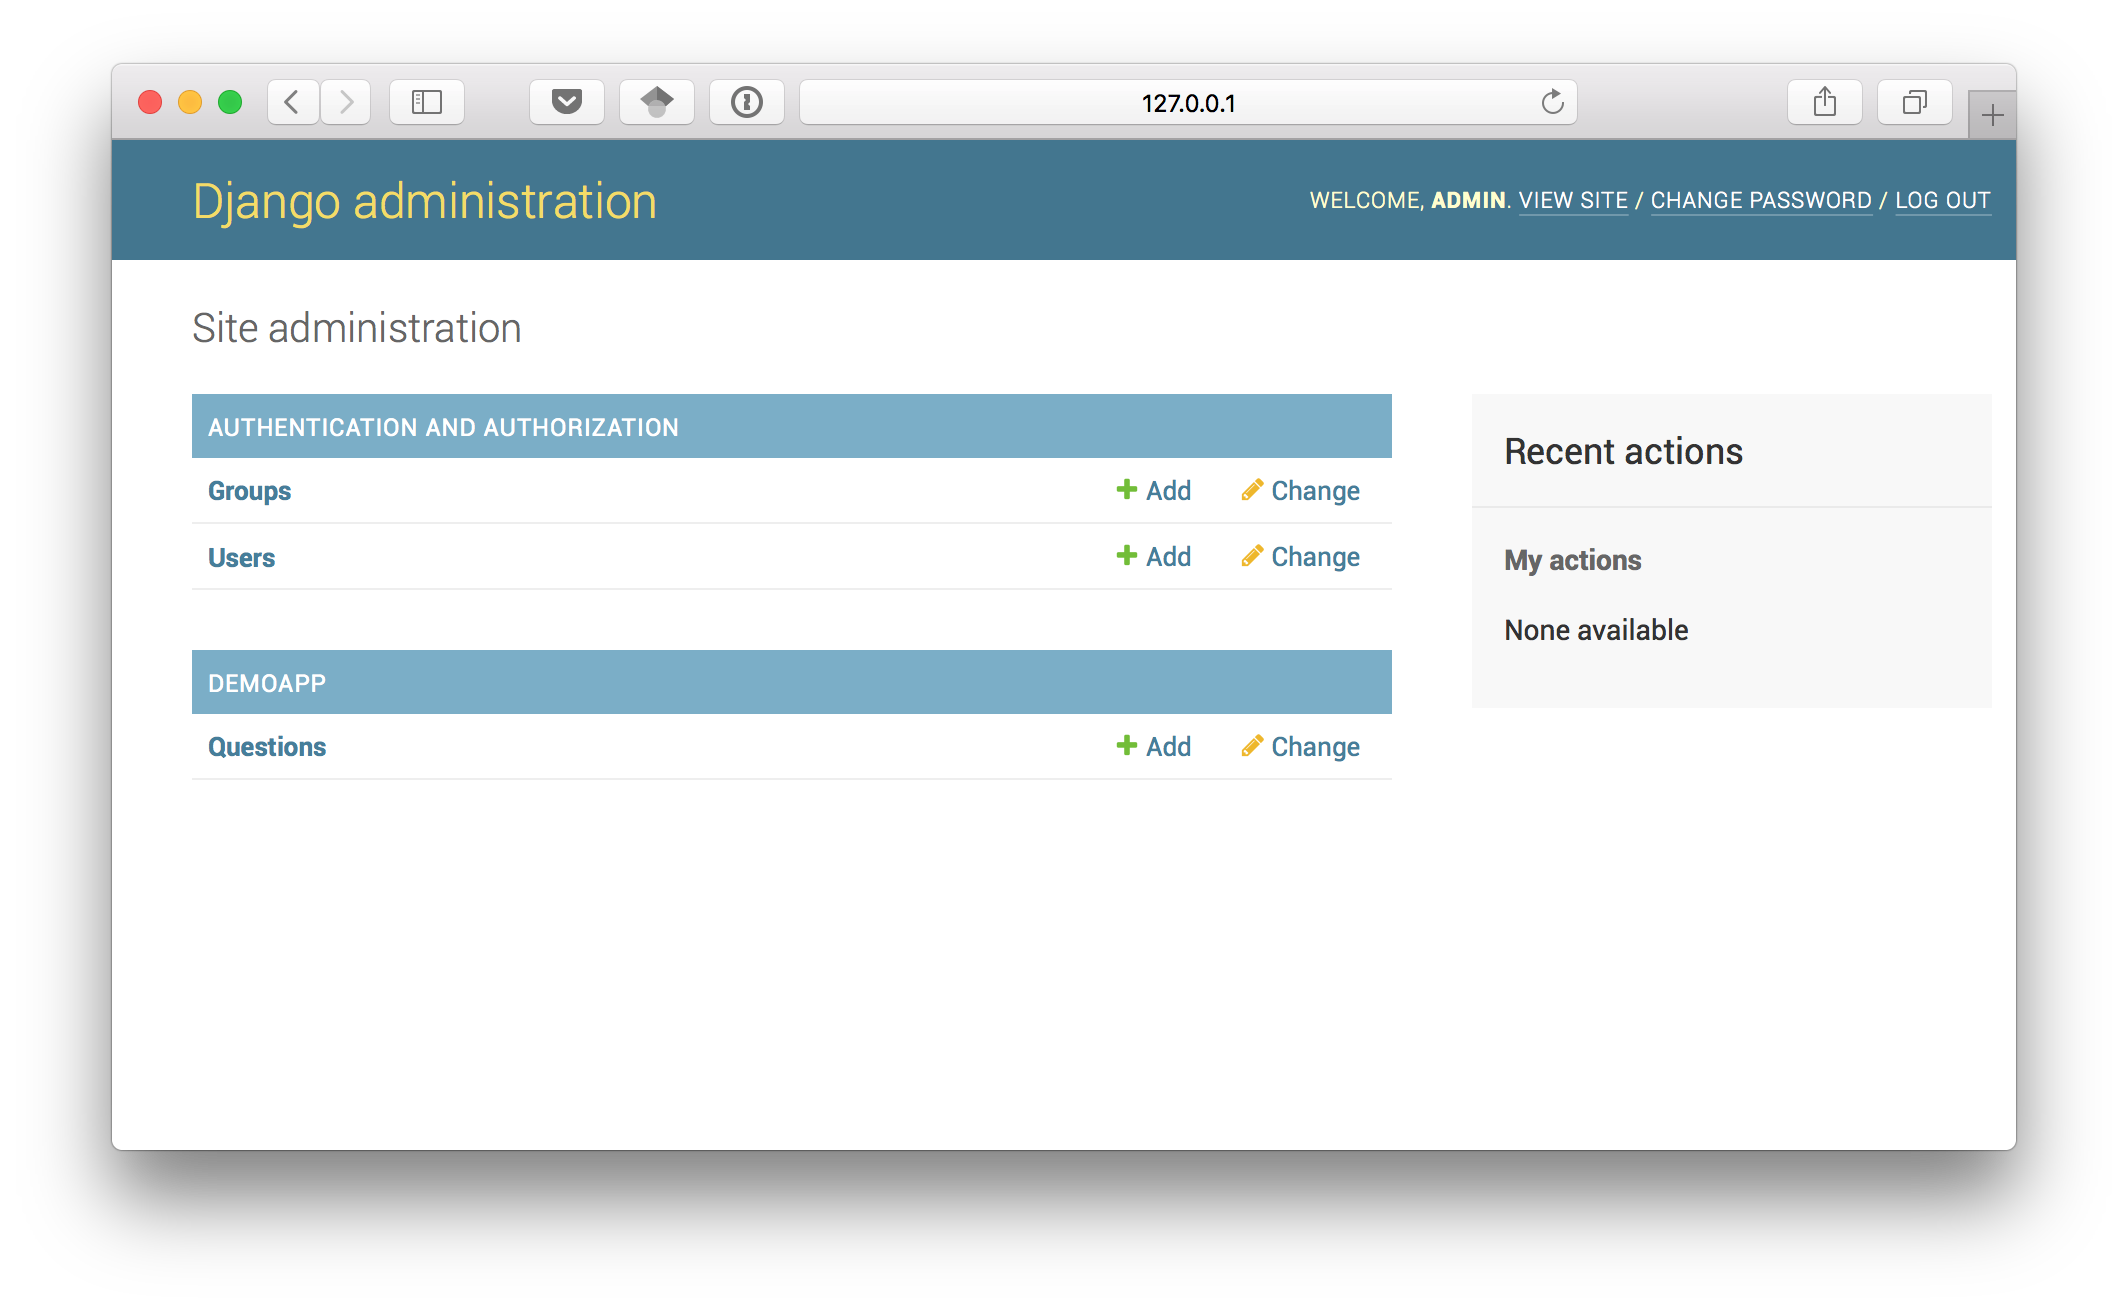 127.0.0.1
Django administration
WELCOME, ADMIN. VIEW SITE / CHANGE PASSWORD / LOG OUT
Site administration
AUTHENTICATION AND AUTHORIZATION
Groups Add Change
Users Add Change
DEMOAPP
Questions Add Change
Recent actions
My actions
None available